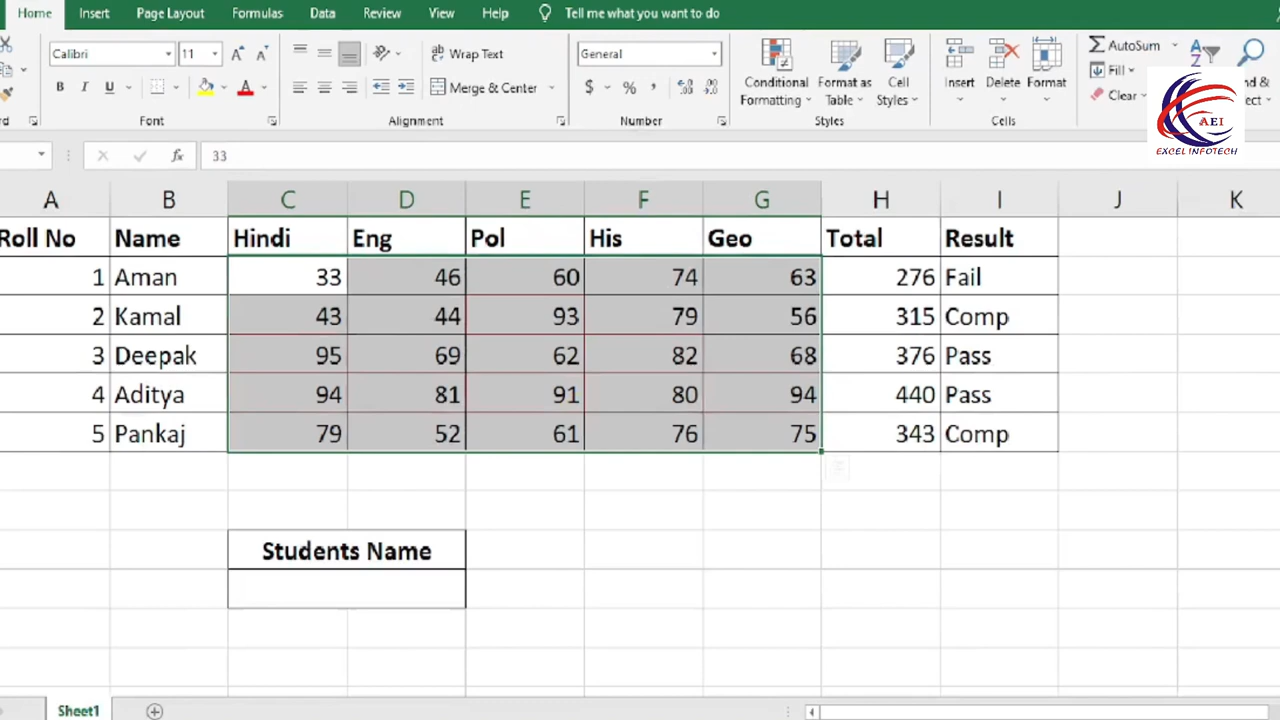 Home Insert Page Layout Formulas Data Review View Help Tell me what you want to do
Calibri 11 Wrap Text General AutoSum
B I U Merge & Center $ % Conditional Formatting Format as Table Cell Styles Insert Delete Format Fill Clear
Font Alignment Number Styles Cells
AEI
EXCEL INFOTECH
fx 33
A B C D E F G H I J K
Roll No Name Hindi Eng Pol His Geo Total Result
1 Aman 33 46 60 74 63 276 Fail
2 Kamal 43 44 93 79 56 315 Comp
3 Deepak 95 69 62 82 68 376 Pass
4 Aditya 94 81 91 80 94 440 Pass
5 Pankaj 79 52 61 76 75 343 Comp
Students Name
Sheet1